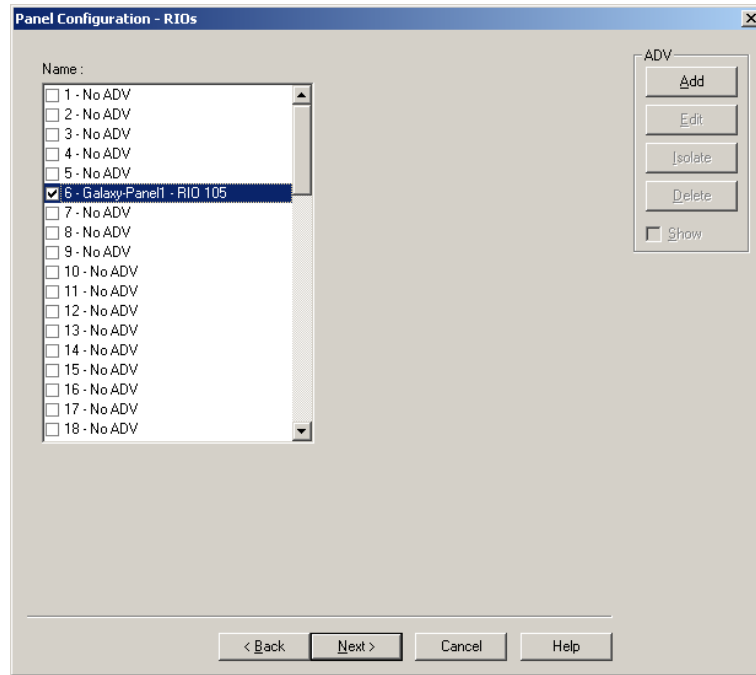 Panel Configuration - RIOs
Name :
1 - No ADV
2 - No ADV
3 - No ADV
4 - No ADV
5 - No ADV
6 - Galaxy-Panel1 - RIO 105
7 - No ADV
8 - No ADV
9 - No ADV
10 - No ADV
11 - No ADV
12 - No ADV
13 - No ADV
14 - No ADV
15 - No ADV
16 - No ADV
17 - No ADV
18 - No ADV
ADV
Add
Edit
Isolate
Delete
Show
< Back
Next >
Cancel
Help